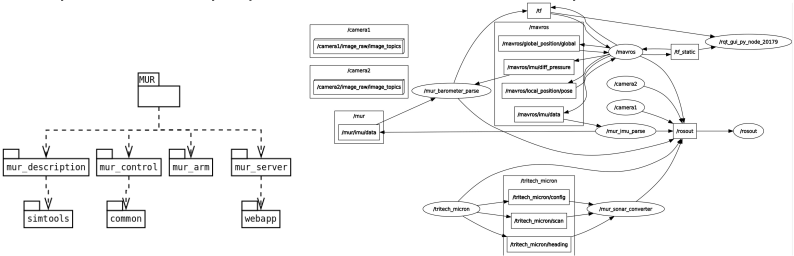 MUR
mur_description
mur_control
mur_arm
mur_server
simtools
common
webapp
/camera1
/camera1/image_raw/image_topics
/camera2
/camera2/image_raw/image_topics
/mur
/mur/imu/data
/mur_barometer_parse
/tf
/mavros
/mavros/global_position/global
/mavros/imu/diff_pressure
/mavros/local_position/pose
/mavros/imu/data
/mavros
/tf_static
/rqt_gui_py_node_20179
/camera2
/camera1
/mur_imu_parse
/rosout
/rosout
/tritech_micron
/tritech_micron
/tritech_micron/config
/tritech_micron/scan
/tritech_micron/heading
/mur_sonar_converter